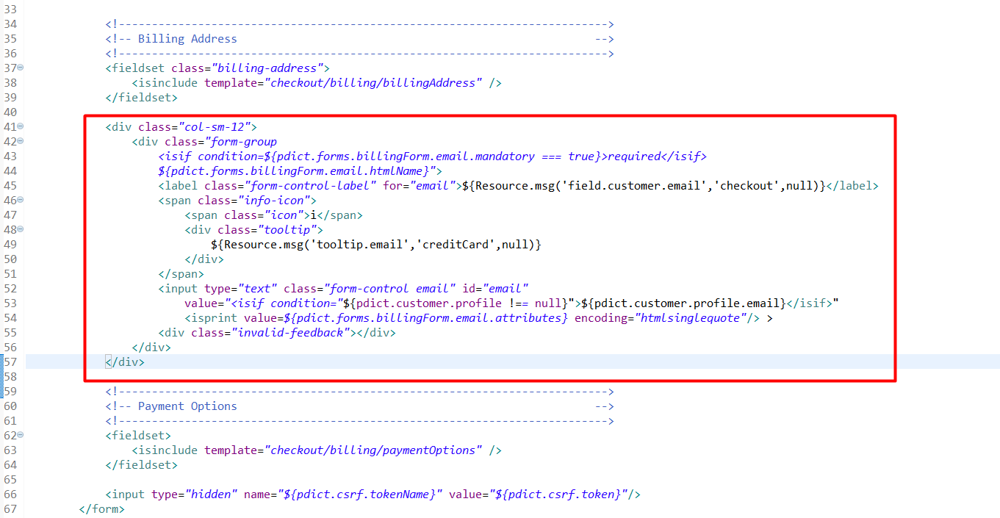 33
34 <!-------------------------------------------------------------------------->
35 <!-- Billing Address                                                      -->
36 <!-------------------------------------------------------------------------->
37 <fieldset class="billing-address">
38 <isinclude template="checkout/billing/billingAddress" />
39 </fieldset>
40
41 <div class="col-sm-12">
42 <div class="form-group
43 <isif condition=${pdict.forms.billingForm.email.mandatory === true}>required</isif>
44 ${pdict.forms.billingForm.email.htmlName}">
45 <label class="form-control-label" for="email">${Resource.msg('field.customer.email','checkout',null)}</label>
46 <span class="info-icon">
47 <span class="icon">i</span>
48 <div class="tooltip">
49 ${Resource.msg('tooltip.email','creditCard',null)}
50 </div>
51 </span>
52 <input type="text" class="form-control email" id="email"
53 value="<isif condition="${pdict.customer.profile !== null}">${pdict.customer.profile.email}</isif>"
54 <isprint value=${pdict.forms.billingForm.email.attributes} encoding="htmlsinglequote"/> >
55 <div class="invalid-feedback"></div>
56 </div>
57 </div>
58
59 <!-------------------------------------------------------------------------->
60 <!-- Payment Options                                                      -->
61 <!-------------------------------------------------------------------------->
62 <fieldset>
63 <isinclude template="checkout/billing/paymentOptions" />
64 </fieldset>
65
66 <input type="hidden" name="${pdict.csrf.tokenName}" value="${pdict.csrf.token}"/>
67 </form>